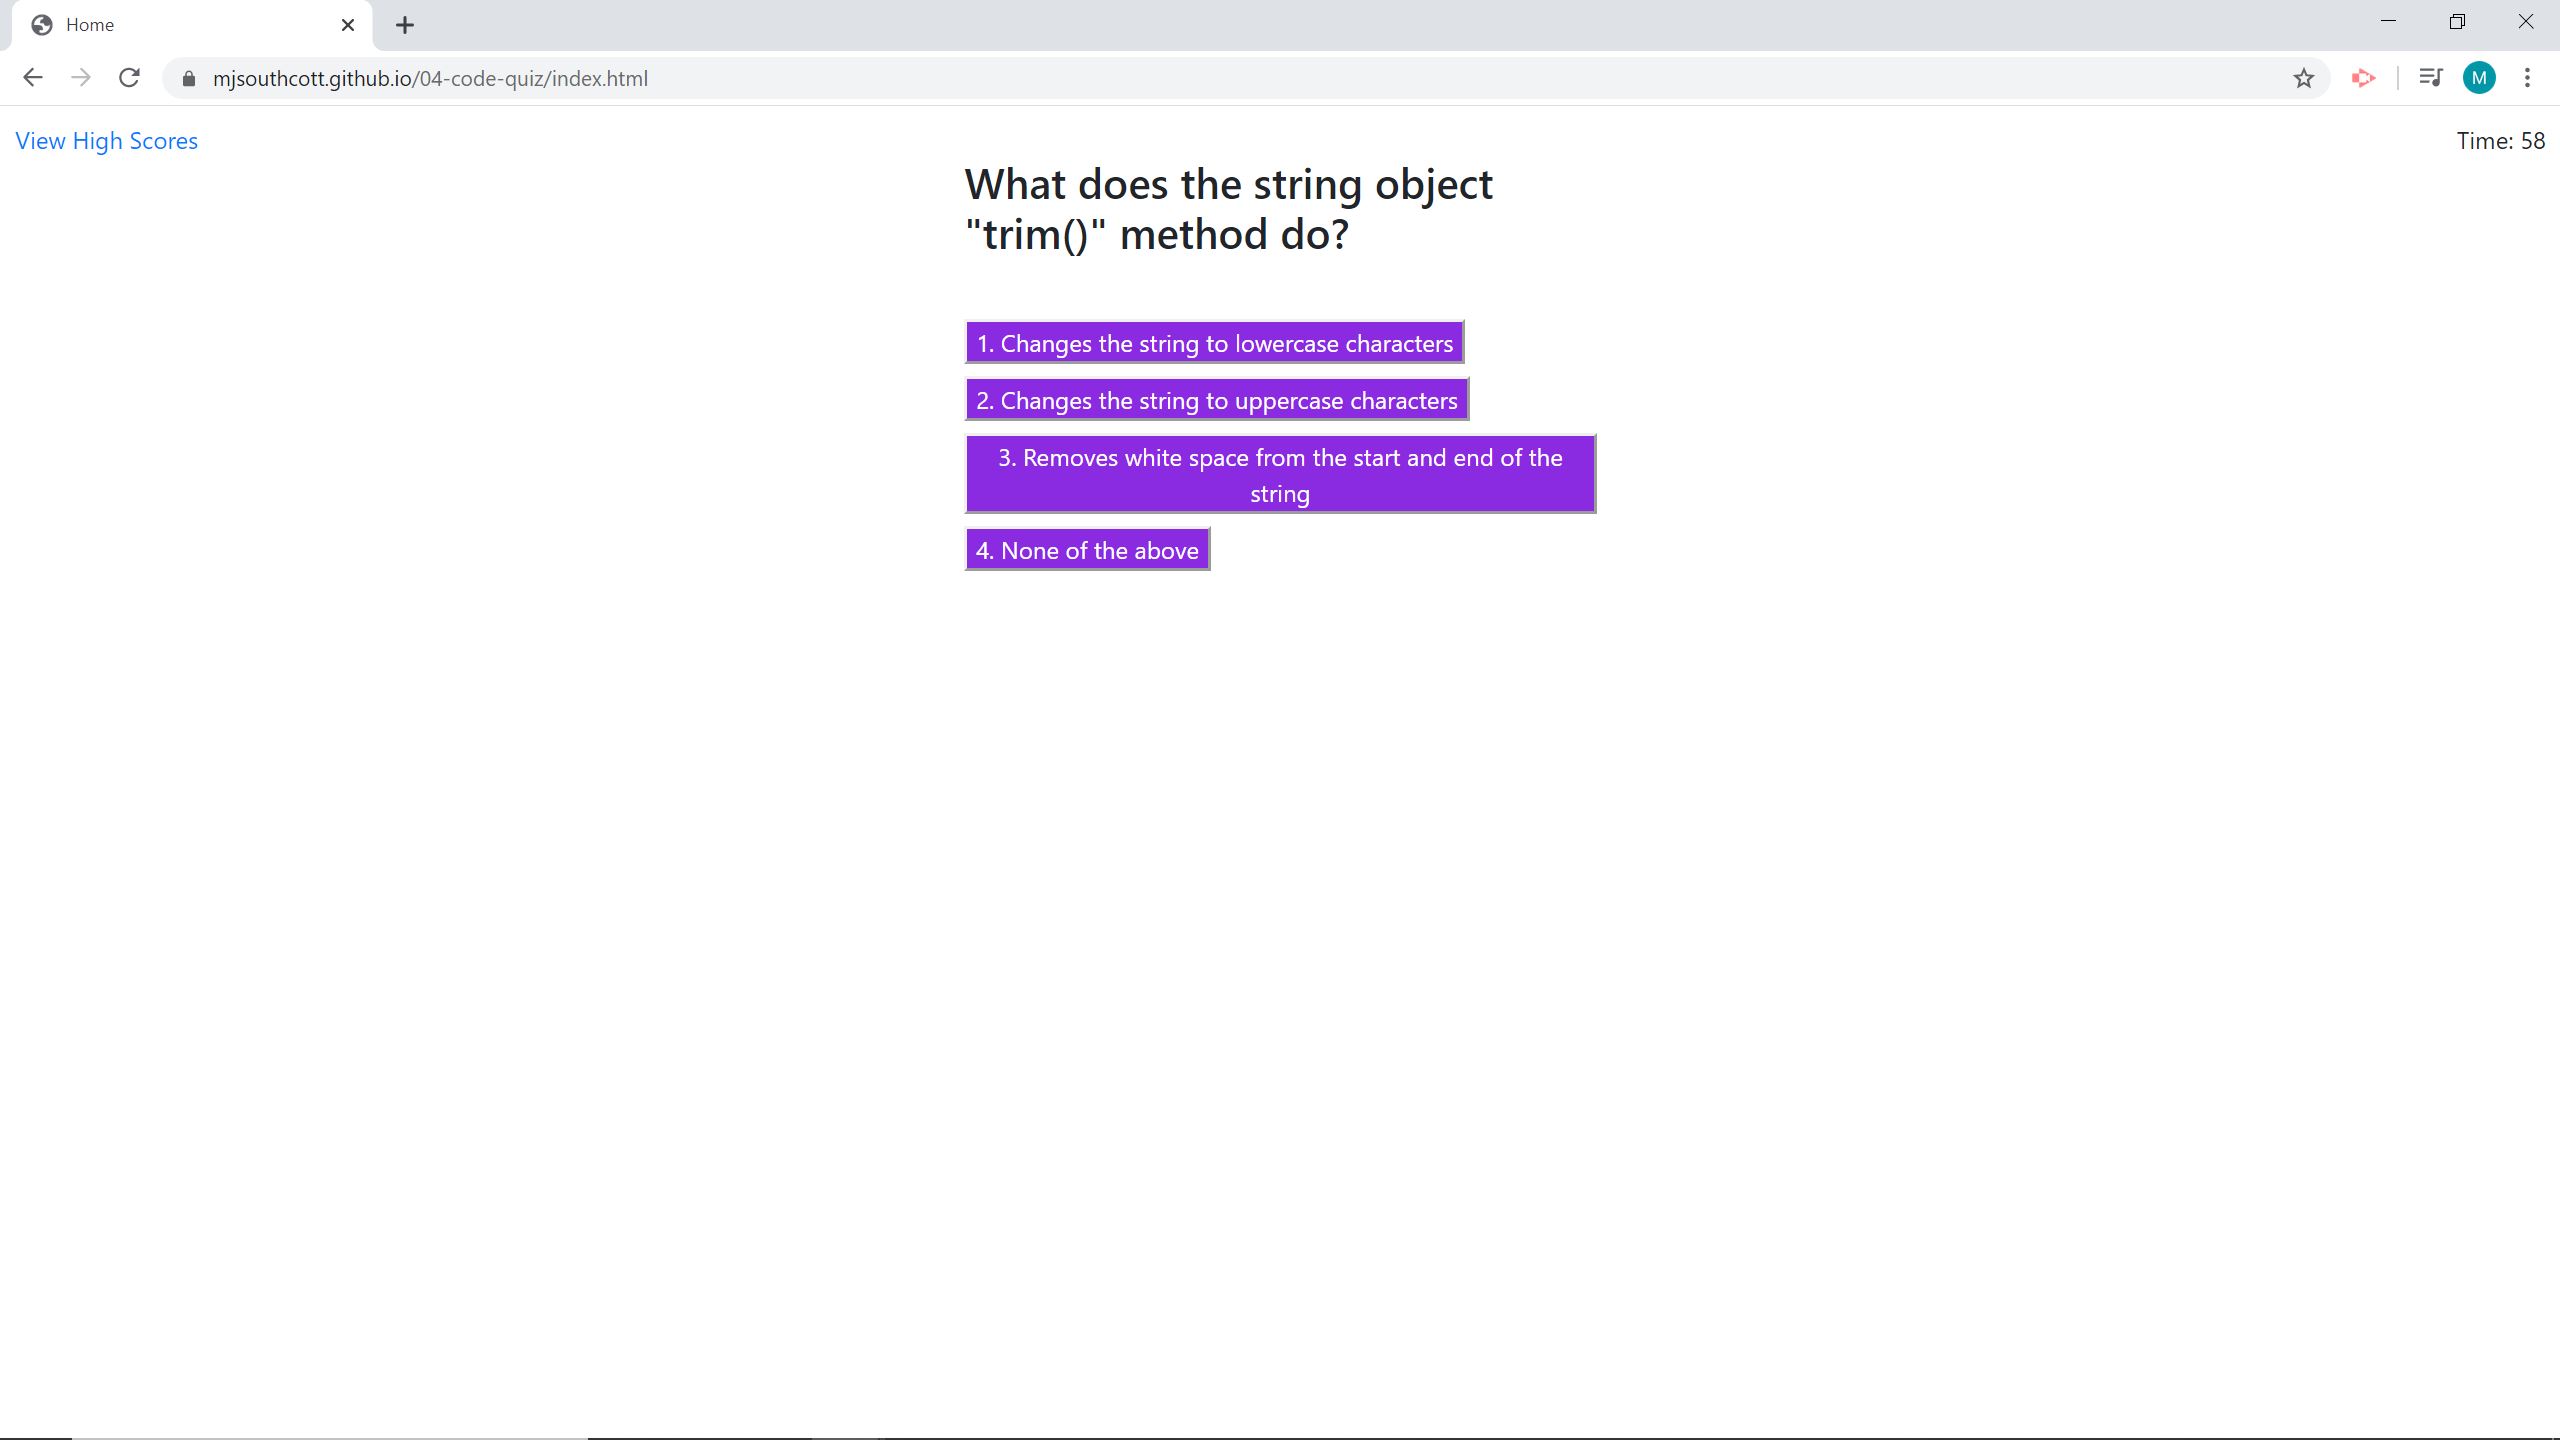 Home
mjsouthcott.github.io/04-code-quiz/index.html
M
View High Scores
Time: 58
What does the string object
"trim()" method do?
1. Changes the string to lowercase characters
2. Changes the string to uppercase characters
3. Removes white space from the start and end of the
string
4. None of the above